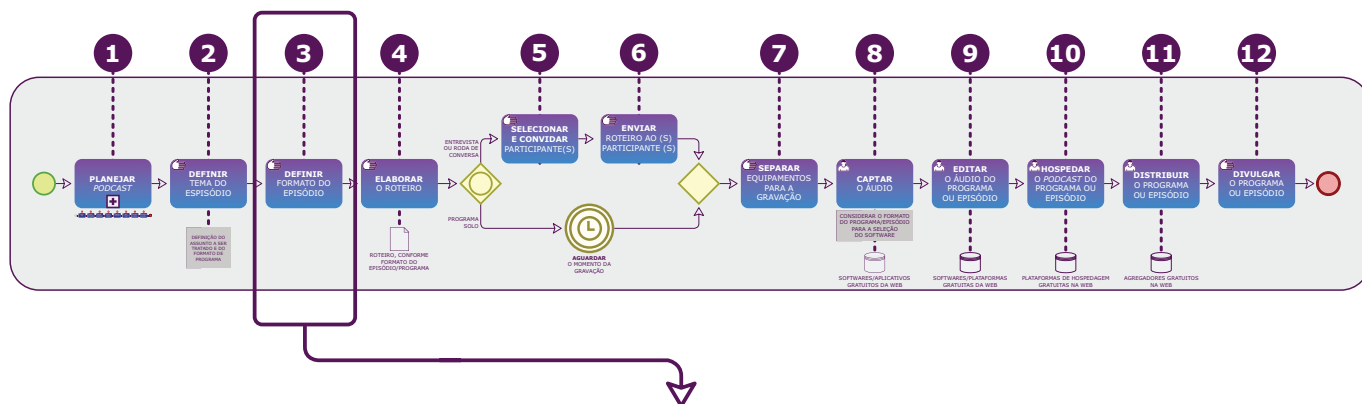 1
2
3
4
5
6
7
8
9
10
11
12
PLANEJAR
PODCAST
DEFINIR
TEMA DO
ESPISÓDIO
DEFINIÇÃO DO
ASSUNTO A SER
TRATADO E DO
FORMATO DE
PROGRAMA
DEFINIR
FORMATO DO
EPISÓDIO
ELABORAR
O ROTEIRO
ROTEIRO, CONFORME
FORMATO DO
EPISÓDIO/PROGRAMA
ENTREVISTA
OU RODA DE
CONVERSA
PROGRAMA
SOLO
SELECIONAR
E CONVIDAR
PARTICIPANTE(S)
ENVIAR
ROTEIRO AO (S)
PARTICIPANTE (S)
AGUARDAR
O MOMENTO DA
GRAVAÇÃO
SEPARAR
EQUIPAMENTOS
PARA A
GRAVAÇÃO
CAPTAR
O ÁUDIO
CONSIDERAR O FORMATO
DO PROGRAMA/EPISÓDIO
PARA A SELEÇÃO
DO SOFTWARE
SOFTWARES/APLICATIVOS
GRATUITOS DA WEB
EDITAR
O ÁUDIO DO
PROGRAMA
OU EPISÓDIO
SOFTWARES/PLATAFORMAS
GRATUITAS DA WEB
HOSPEDAR
O PODCAST DO
PROGRAMA OU
EPISÓDIO
PLATAFORMAS DE HOSPEDAGEM
GRATUITAS NA WEB
DISTRIBUIR
O PROGRAMA
OU EPISÓDIO
AGREGADORES GRATUITOS
NA WEB
DIVULGAR
O PROGRAMA
OU EPISÓDIO